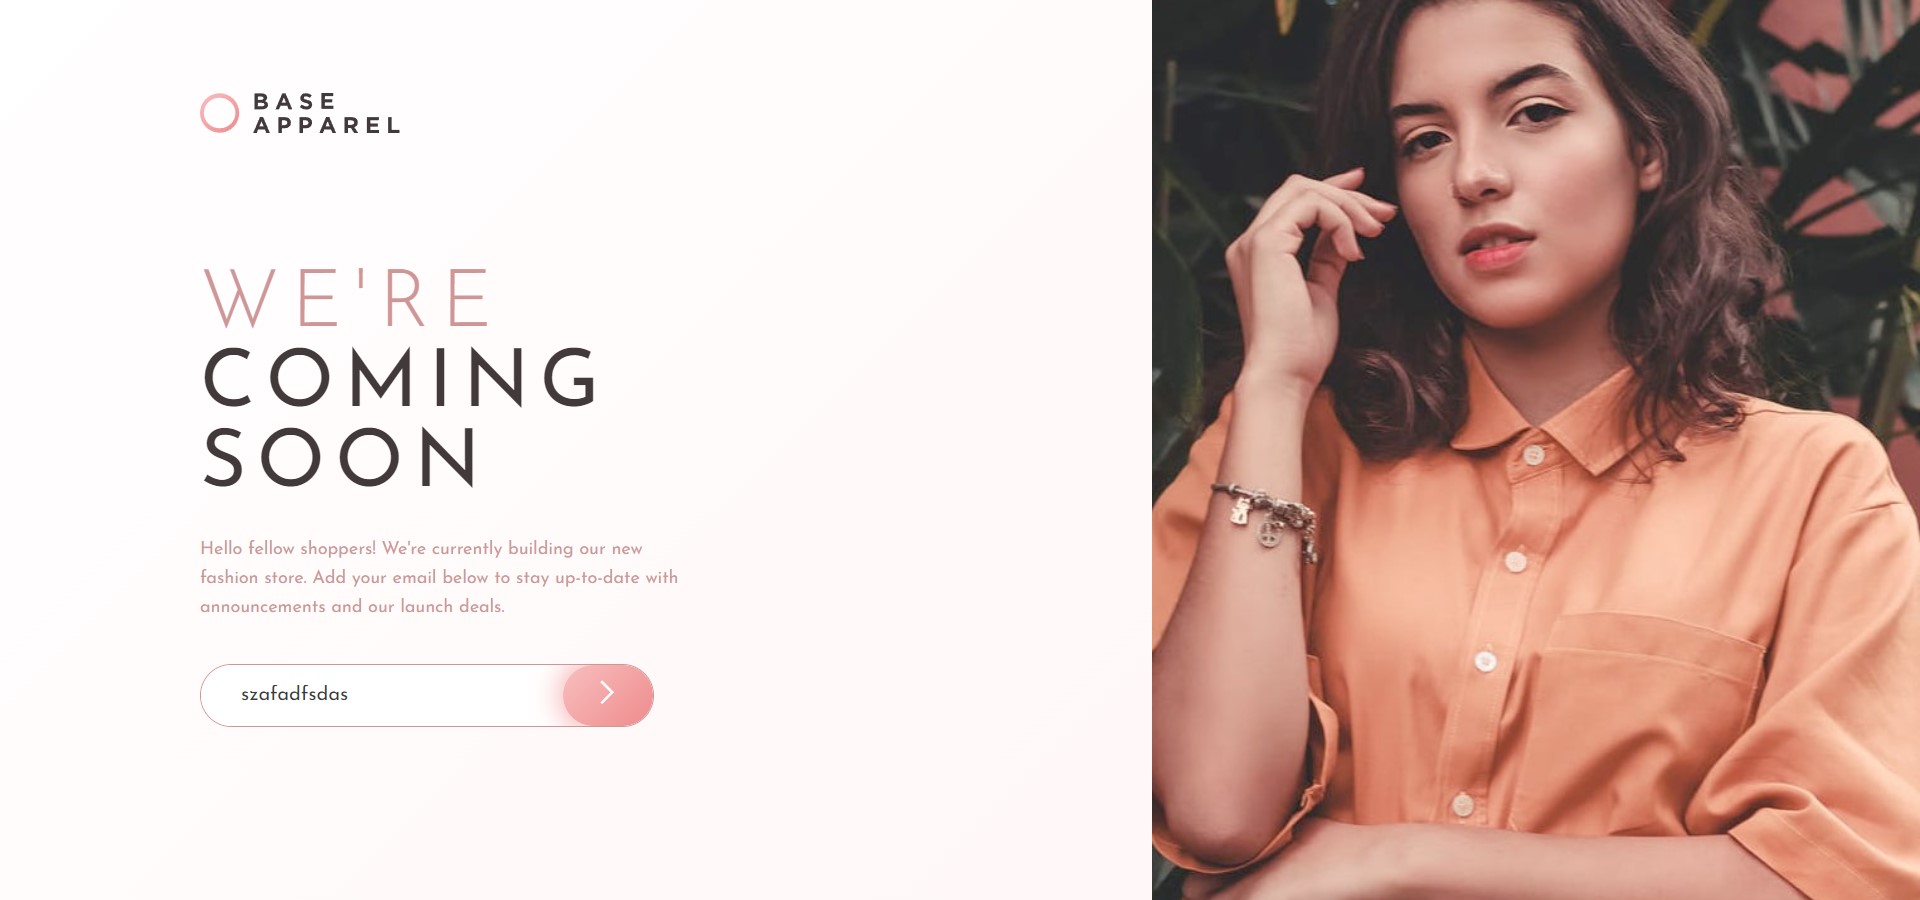 BASE
APPAREL
WE'RE
COMING
SOON
Hello fellow shoppers! We're currently building our new
fashion store. Add your email below to stay up-to-date with
announcements and our launch deals.
szafadfsdas